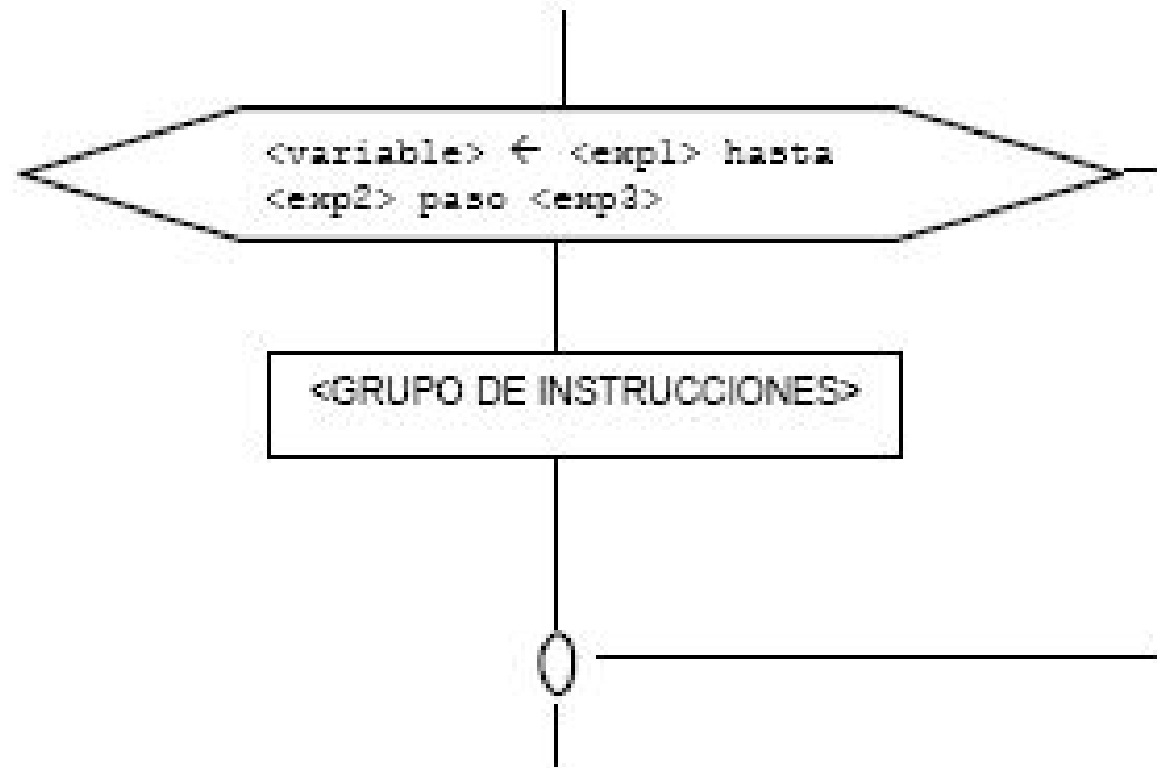 <variable> ← <exp1> hasta
<exp2> paso <exp3>
<GRUPO DE INSTRUCCIONES>